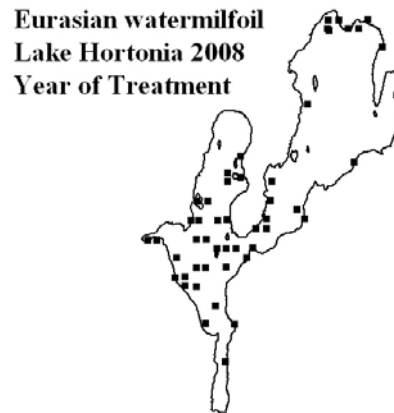 Eurasian watermilfoil
Lake Hortonia 2008
Year of Treatment